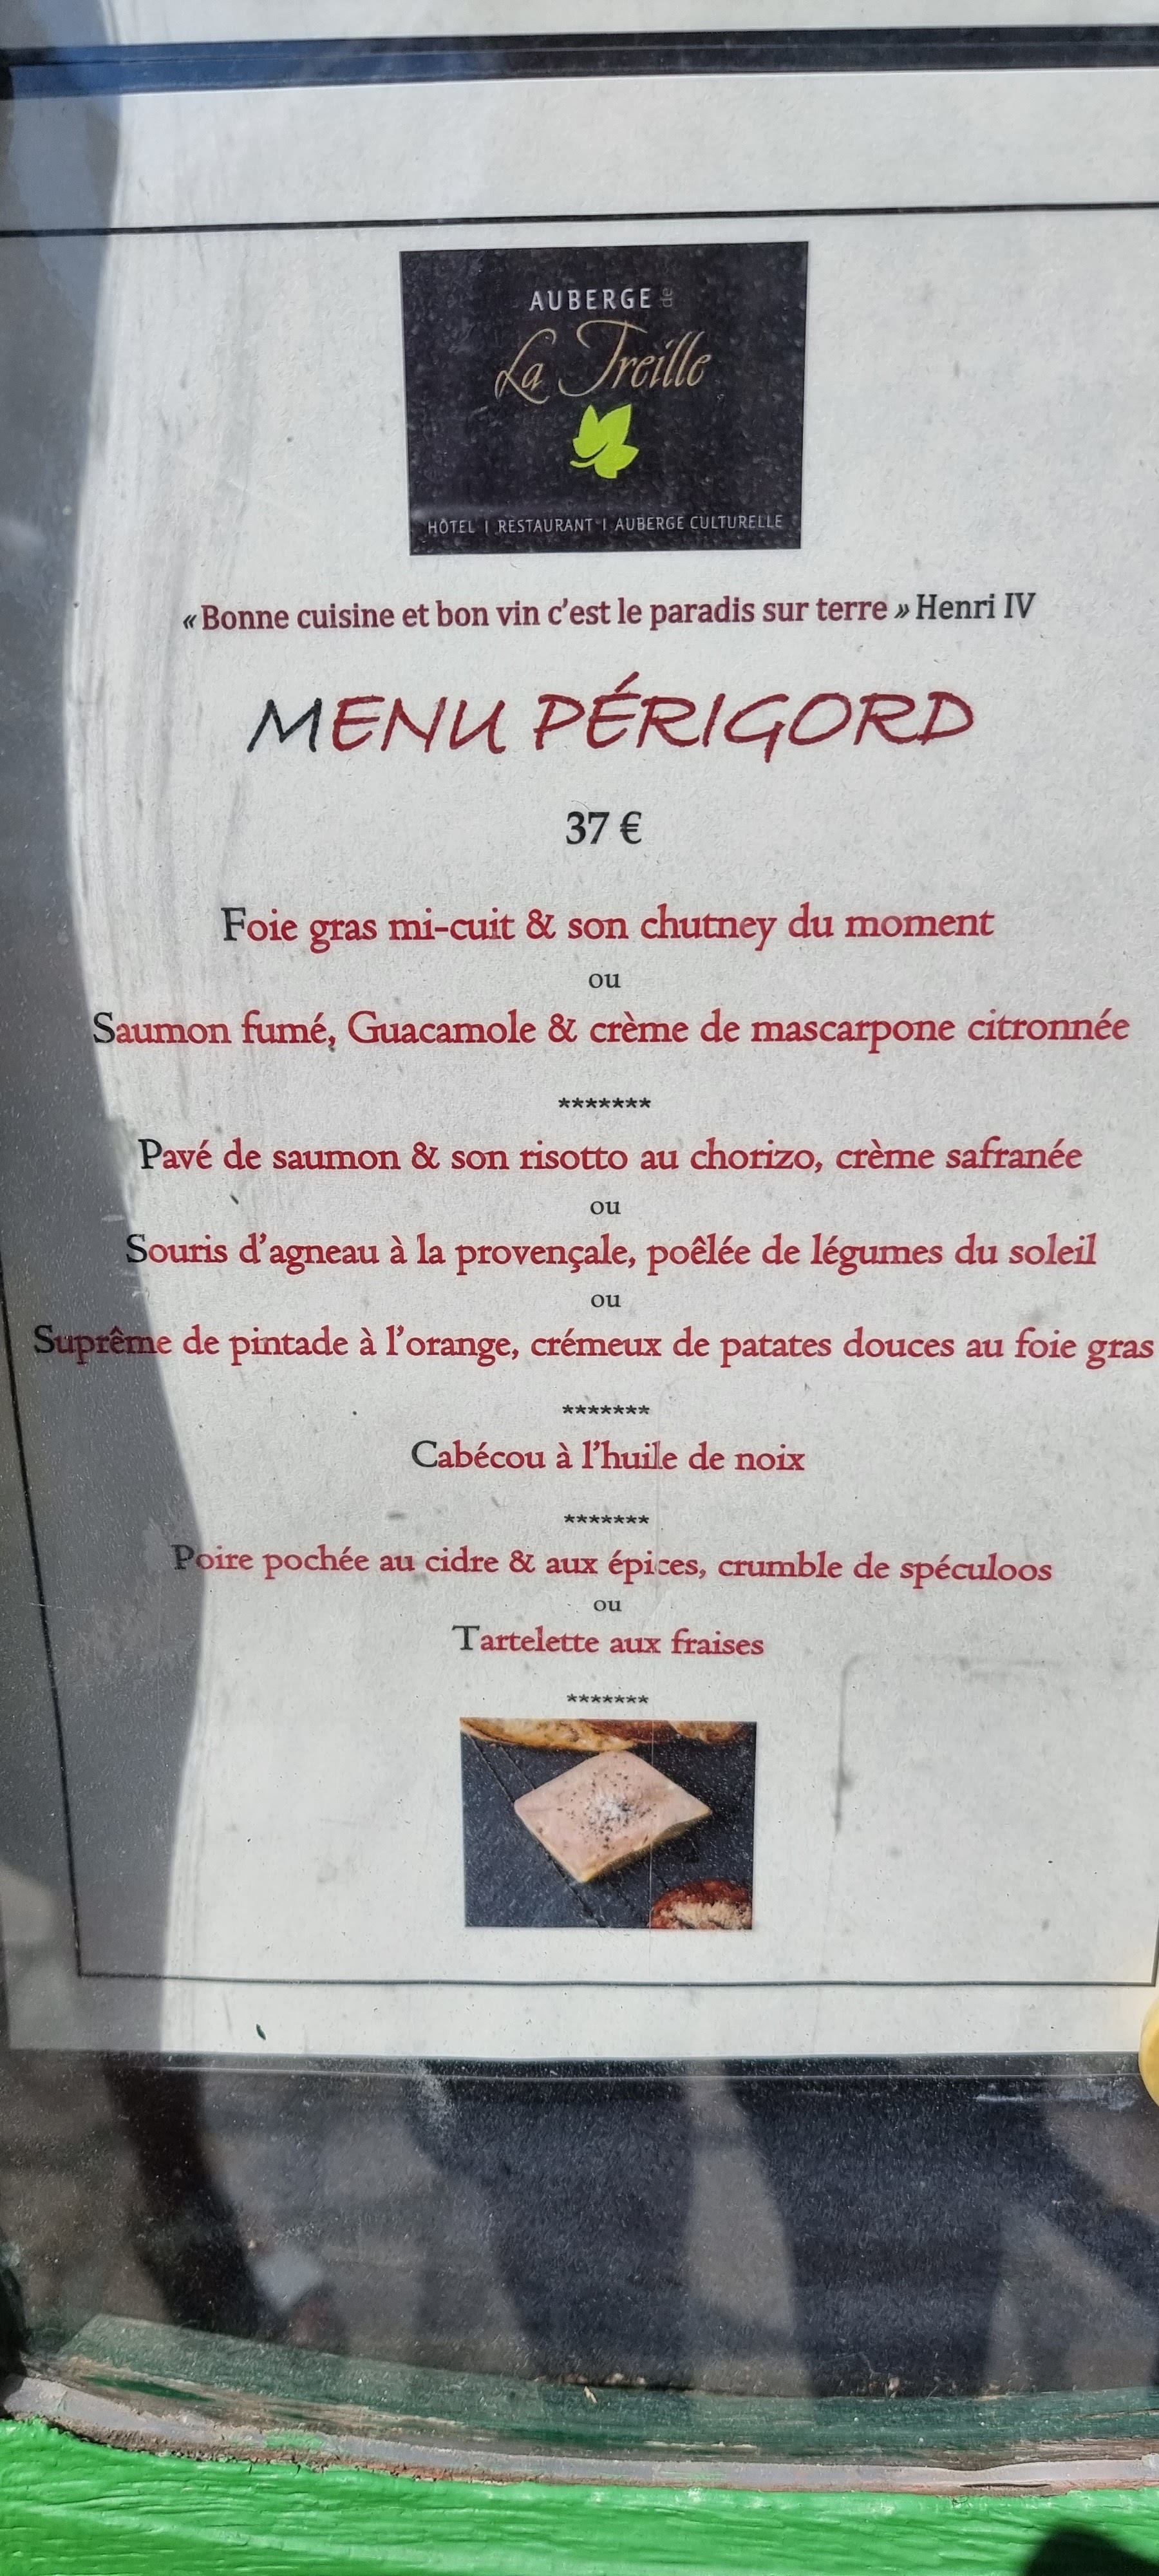 AUBERGE de
La Treille
HÔTEL | RESTAURANT | AUBERGE CULTURELLE
« Bonne cuisine et bon vin c’est le paradis sur terre » Henri IV
MENU PÉRIGORD
37 €
Foie gras mi-cuit & son chutney du moment
ou
Saumon fumé, Guacamole & crème de mascarpone citronnée
*******
Pavé de saumon & son risotto au chorizo, crème safranée
ou
Souris d’agneau à la provençale, poêlée de légumes du soleil
ou
Suprême de pintade à l’orange, crémeux de patates douces au foie gras
*******
Cabécou à l’huile de noix
*******
Poire pochée au cidre & aux épices, crumble de spéculoos
ou
Tartelette aux fraises
*******